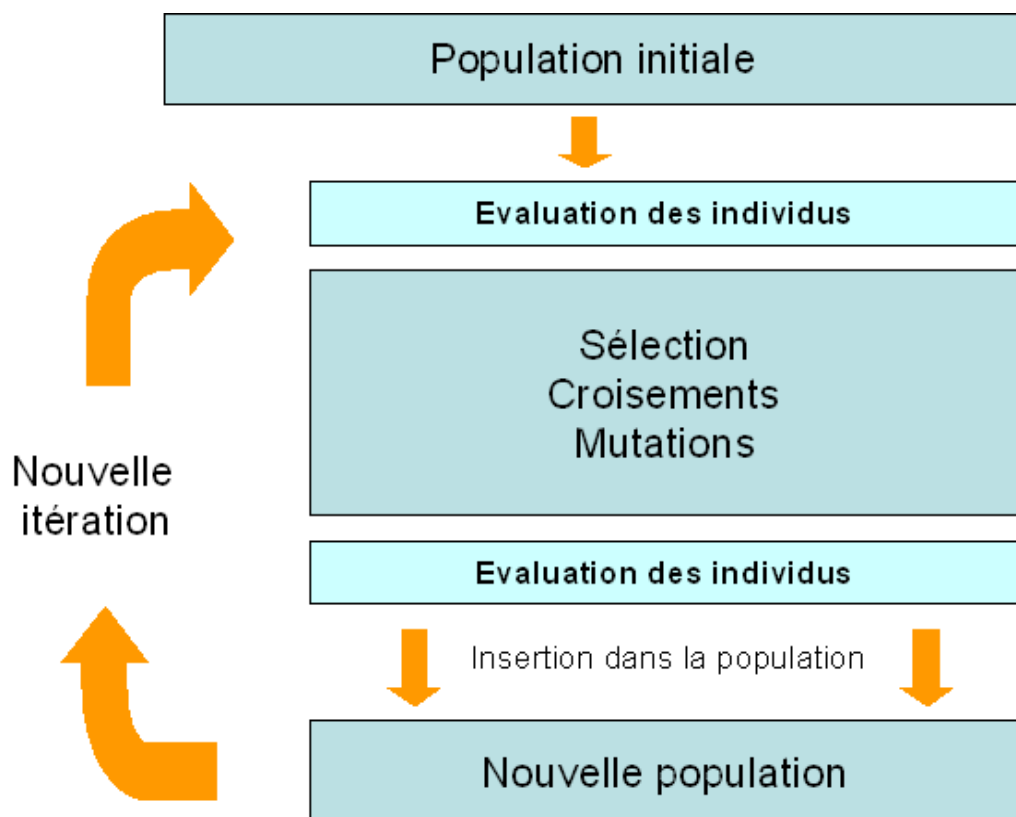 Population initiale
Evaluation des individus
Sélection
Croisements
Mutations
Nouvelle
itération
Evaluation des individus
Insertion dans la population
Nouvelle population